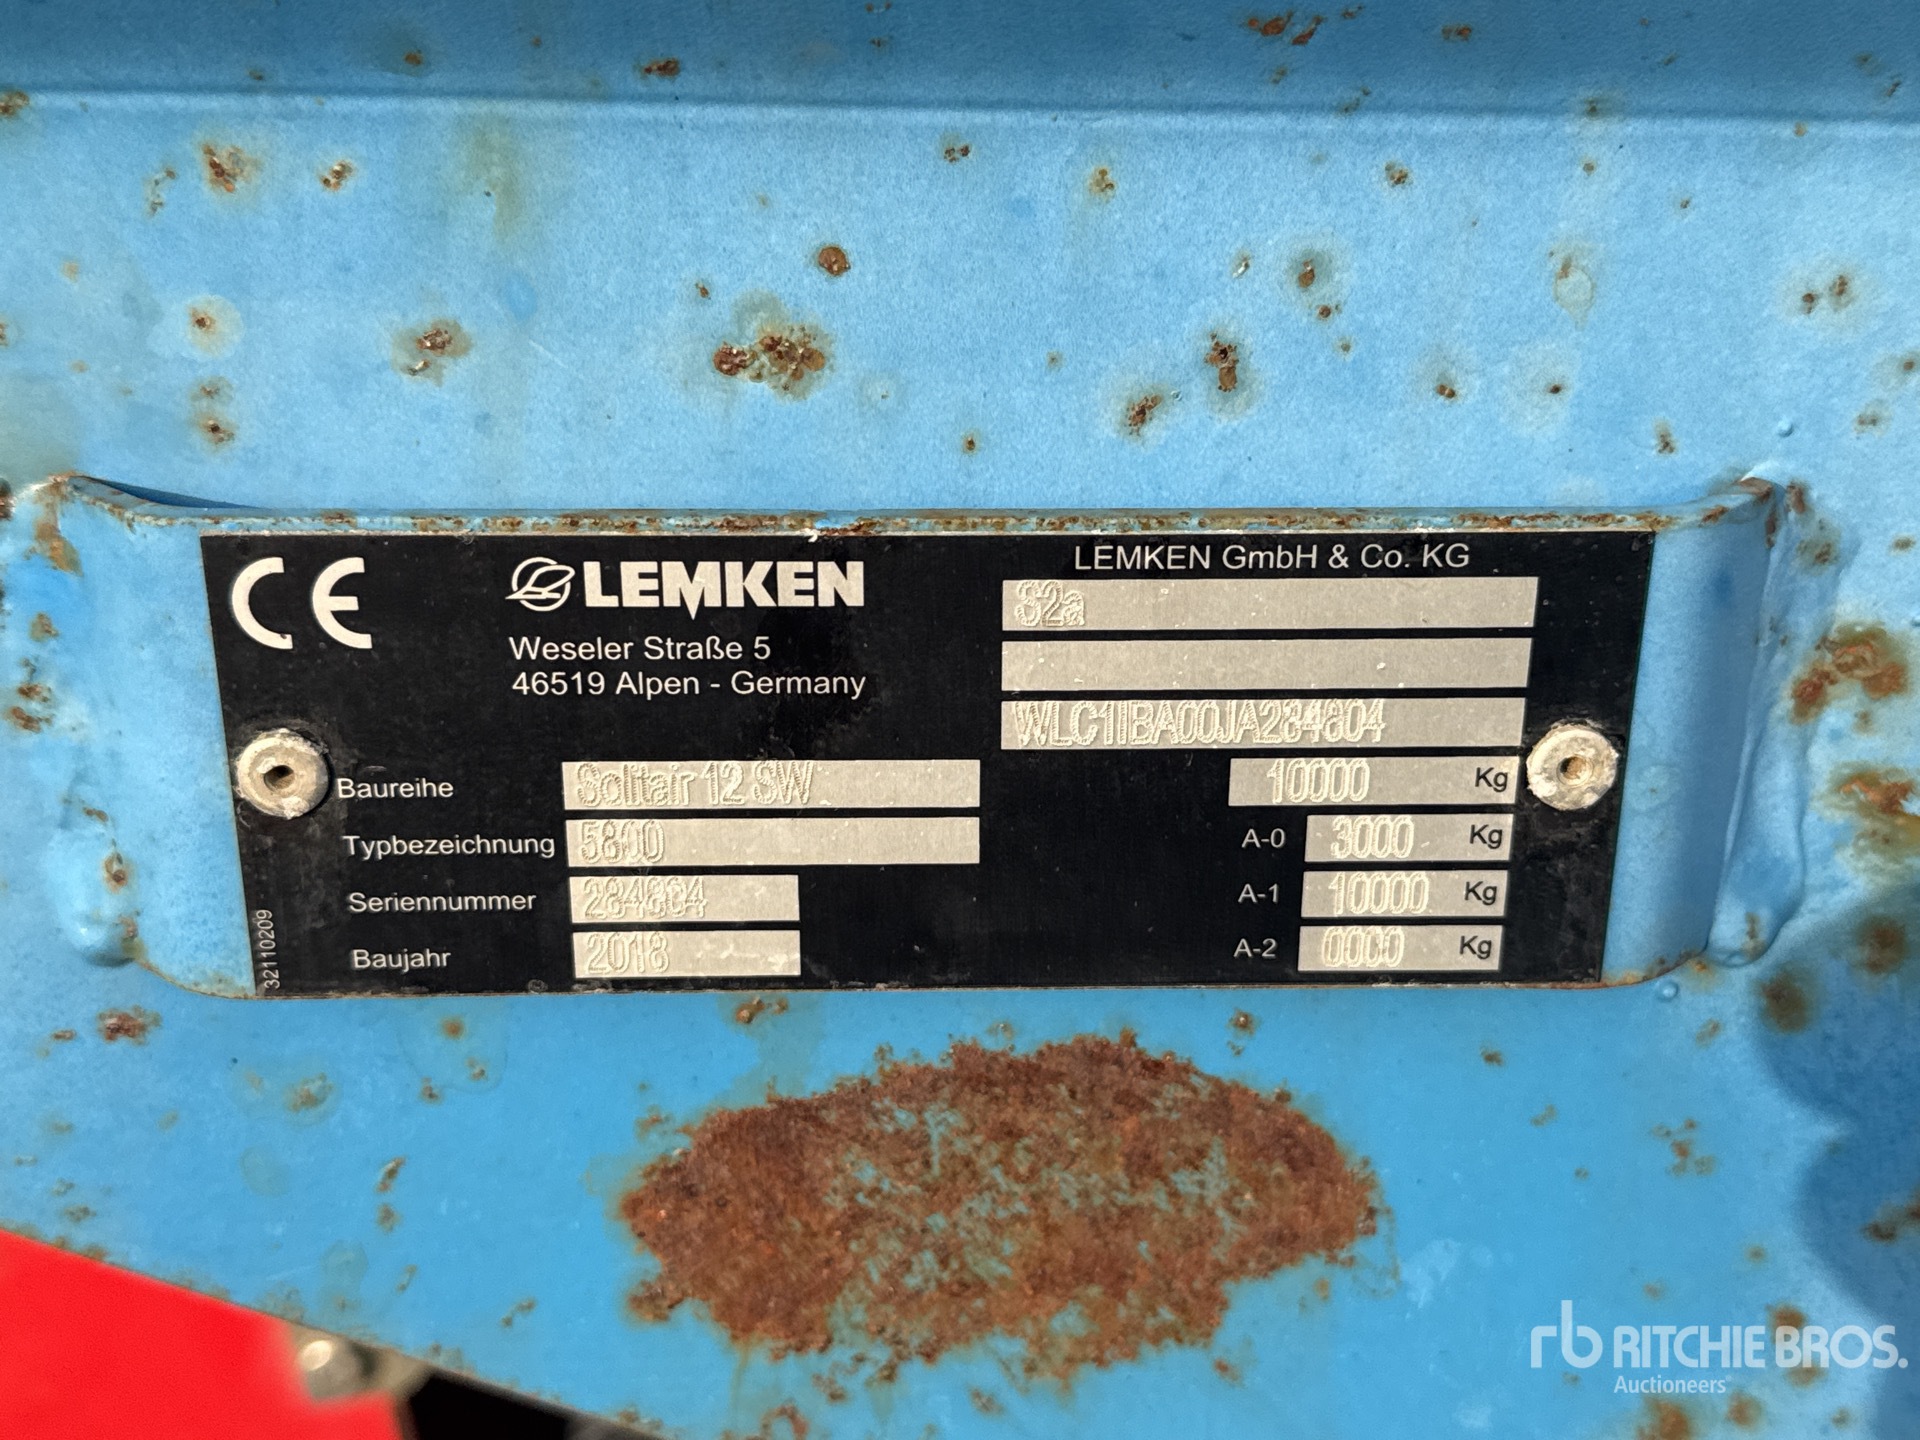 CE
LEMKEN
Weseler Straße 5
46519 Alpen - Germany
LEMKEN GmbH & Co. KG
S2a
WLC1IBA00JA284804
Baureihe Solitair 12 SW
Typbezeichnung 5800
Seriennummer 284804
Baujahr 2018
10000 Kg
A-0 3000 Kg
A-1 10000 Kg
A-2 0000 Kg
32110209
rb RITCHIE BROS.
Auctioneers